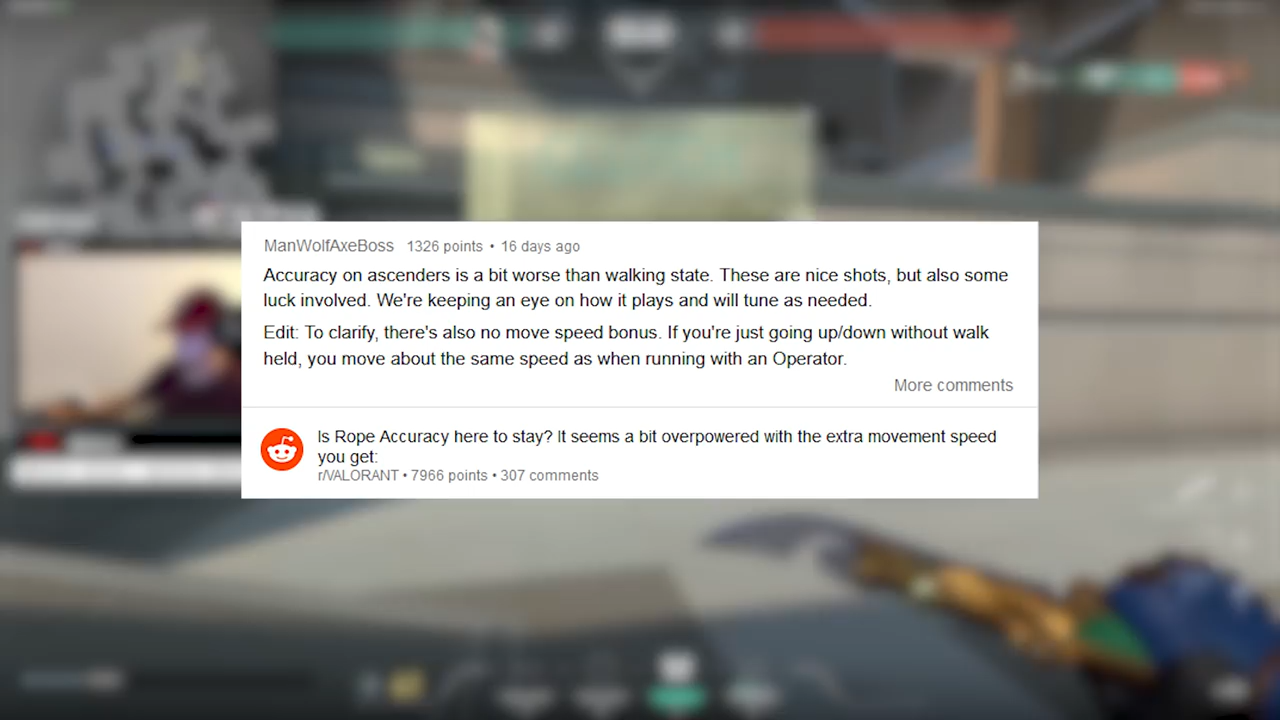 ManWolfAxeBoss 1326 points • 16 days ago
Accuracy on ascenders is a bit worse than walking state. These are nice shots, but also some
luck involved. We're keeping an eye on how it plays and will tune as needed.
Edit: To clarify, there's also no move speed bonus. If you're just going up/down without walk
held, you move about the same speed as when running with an Operator.
More comments
Is Rope Accuracy here to stay? It seems a bit overpowered with the extra movement speed
you get:
r/VALORANT • 7966 points • 307 comments